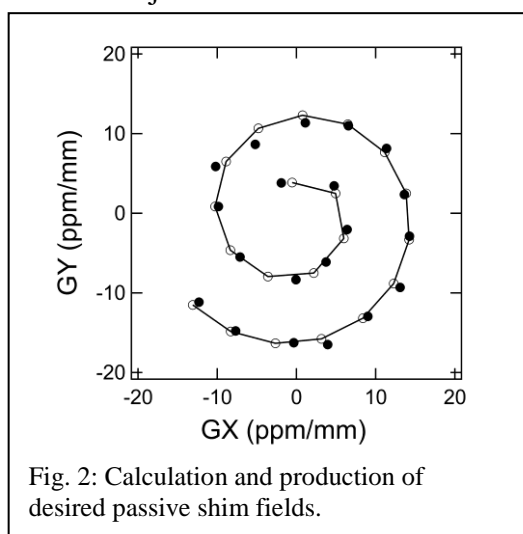 20
10
0
-10
-20
GY (ppm/mm)
-20 -10 0 10 20
GX (ppm/mm)
Fig. 2: Calculation and production of
desired passive shim fields.